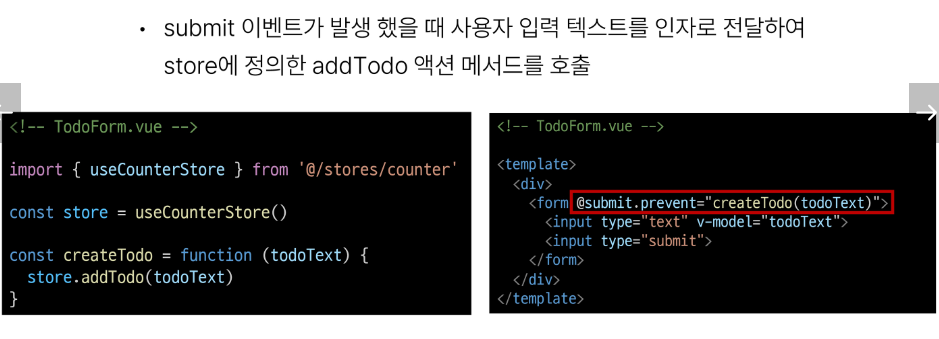 • submit 이벤트가 발생 했을 때 사용자 입력 텍스트를 인자로 전달하여
store에 정의한 addTodo 액션 메서드를 호출
<!-- TodoForm.vue -->
import { useCounterStore } from '@/stores/counter'
const store = useCounterStore()
const createTodo = function (todoText) {
  store.addTodo(todoText)
}
<!-- TodoForm.vue -->
<template>
  <div>
    <form @submit.prevent="createTodo(todoText)">
      <input type="text" v-model="todoText">
      <input type="submit">
    </form>
  </div>
</template>